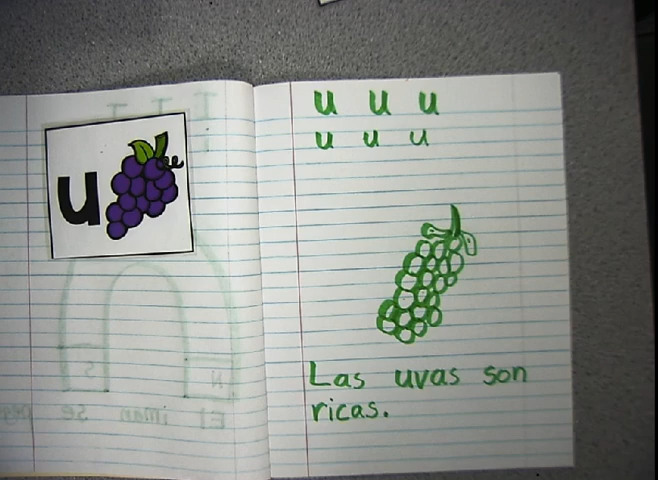 u
u u u
u u u
Las uvas son
ricas.